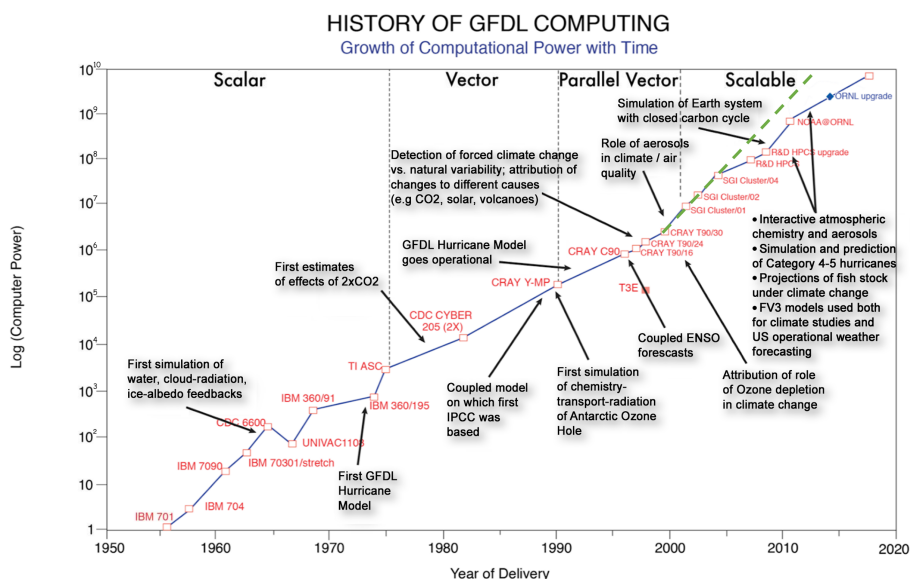 HISTORY OF GFDL COMPUTING
Growth of Computational Power with Time
Scalar
Vector
Parallel Vector
Scalable
Log (Computer Power)
10^10
10^9
10^8
10^7
10^6
10^5
10^4
10^3
10^2
10
1
1950
1960
1970
1980
1990
2000
2010
2020
Year of Delivery
IBM 701
IBM 704
IBM 7090
IBM 70301/stretch
CDC 6600
UNIVAC1108
IBM 360/91
IBM 360/195
TI ASC
CDC CYBER
205 (2X)
CRAY Y-MP
CRAY C90
T3E
CRAY T90/16
CRAY T90/24
CRAY T90/30
SGI Cluster/01
SGI Cluster/02
SGI Cluster/04
R&D HPCS
R&D HPCS upgrade
NOAA@ORNL
ORNL upgrade
First simulation of
water, cloud-radiation,
ice-albedo feedbacks
First GFDL
Hurricane
Model
First estimates
of effects of 2xCO2
Coupled model
on which first
IPCC was
based
GFDL Hurricane Model
goes operational
First simulation
of chemistry-
transport-radiation
of Antarctic Ozone
Hole
Detection of forced climate change
vs. natural variability; attribution of
changes to different causes
(e.g CO2, solar, volcanoes)
Coupled ENSO
forecasts
Role of aerosols
in climate / air
quality
Attribution of role
of Ozone depletion
in climate change
Simulation of Earth system
with closed carbon cycle
• Interactive atmospheric
chemistry and aerosols
• Simulation and prediction
of Category 4-5 hurricanes
• Projections of fish stock
under climate change
• FV3 models used both
for climate studies and
US operational weather
forecasting